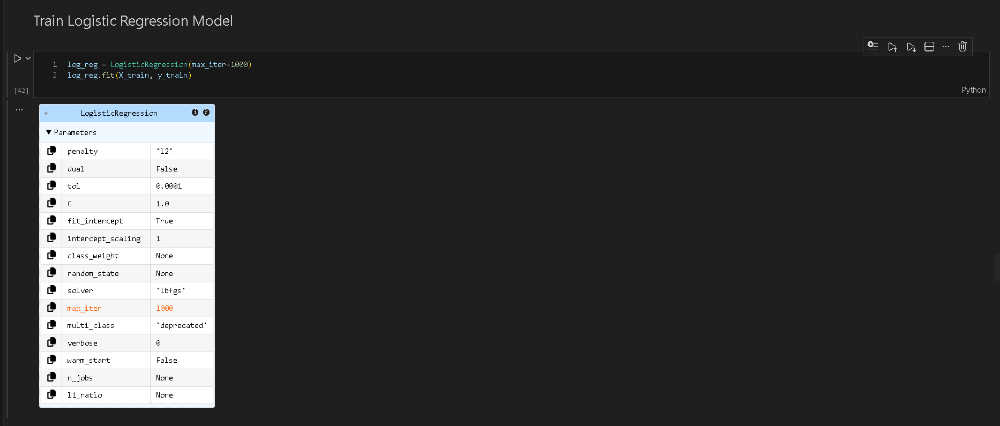 Train Logistic Regression Model
1 log_reg = LogisticRegression(max_iter=1000)
2 log_reg.fit(X_train, y_train)
[42]
Python
LogisticRegression
Parameters
penalty 'l2'
dual False
tol 0.0001
C 1.0
fit_intercept True
intercept_scaling 1
class_weight None
random_state None
solver 'lbfgs'
max_iter 1000
multi_class 'deprecated'
verbose 0
warm_start False
n_jobs None
l1_ratio None